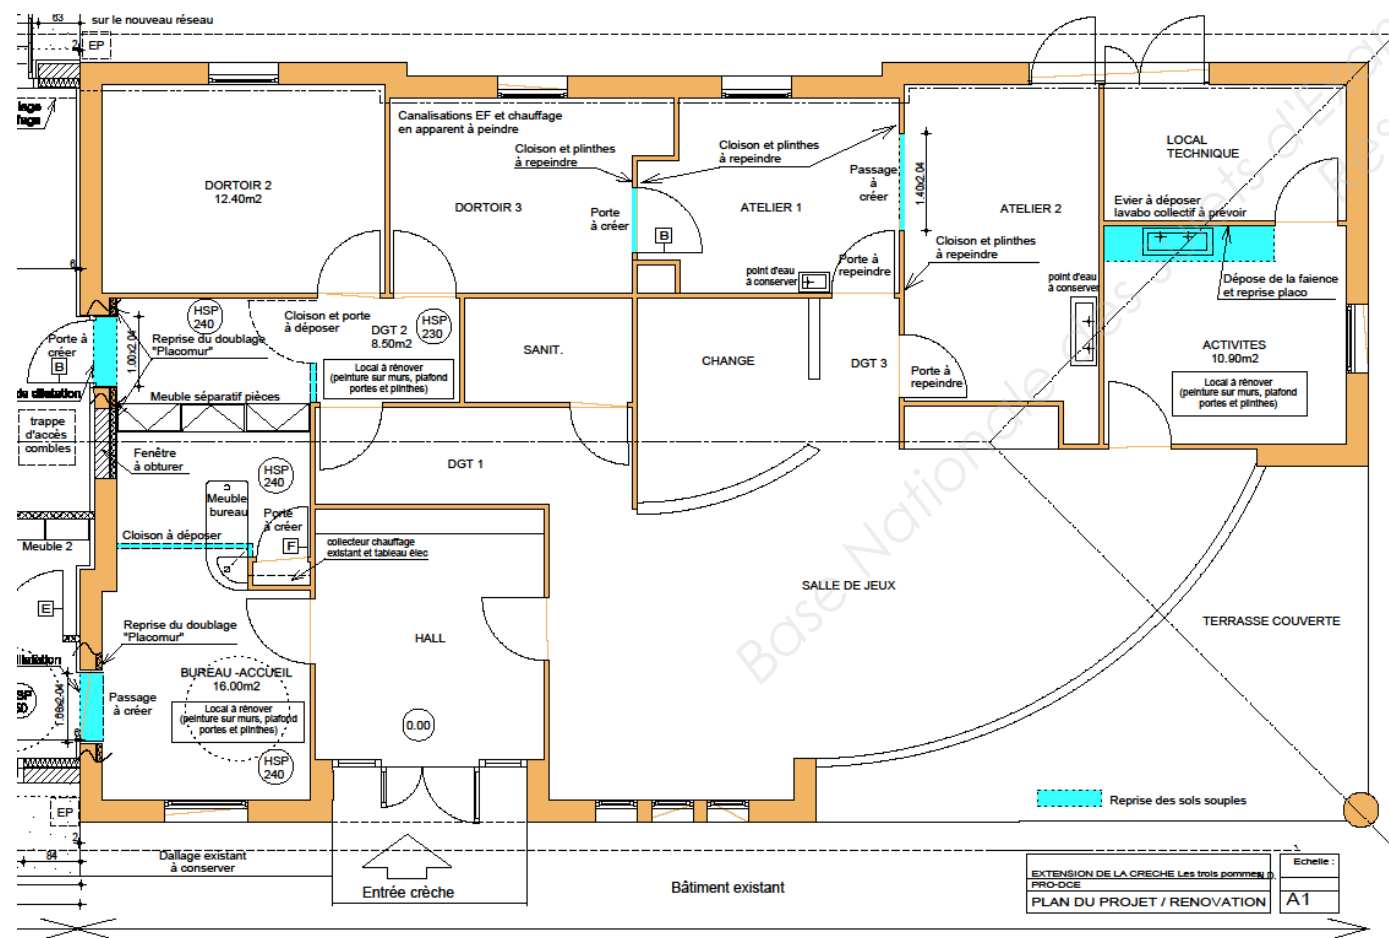 63
sur le nouveau réseau
2
EP
Canalisations EF et chauffage
en apparent à peindre
Cloison et plinthes
à repeindre
Cloison et plinthes
à repeindre
LOCAL
TECHNIQUE
DORTOIR 2
12.40m2
DORTOIR 3
Porte
à créer
B
ATELIER 1
Passage
à
créer
1.40x2.04
ATELIER 2
Evier à déposer
lavabo collectif à prévoir
Cloison et plinthes
à repeindre
Porte à
repeindre
point d'eau
à conserver
point d'eau
à conserver
Dépose de la faience
et reprise placo
6
HSP
240
Cloison et porte
à déposer
DGT 2
8.50m2
HSP
230
Local à rénover
(peinture sur murs, plafond
portes et plinthes)
SANIT.
CHANGE
DGT 3
Porte à
repeindre
ACTIVITES
10.90m2
Local à rénover
(peinture sur murs, plafond
portes et plinthes)
Porte à
créer
B
1.00x2.04
Reprise du doublage
"Placomur"
Meuble séparatif pièces
de dilatation
trappe
d'accès
combles
Fenêtre
à obturer
HSP
240
DGT 1
Meuble
bureau
Porte
à créer
F
Cloison à déposer
collecteur chauffage
existant et tableau élec
Meuble 2
E
SALLE DE JEUX
TERRASSE COUVERTE
Reprise du doublage
"Placomur"
HALL
BUREAU -ACCUEIL
16.00m2
Local à rénover
(peinture sur murs, plafond
portes et plinthes)
Passage
à créer
0.00
HSP
240
Reprise des sols souples
EP
2
84
Dallage existant
à conserver
Entrée crèche
Bâtiment existant
EXTENSION DE LA CRECHE Les trois pommes
PRO-DCE
PLAN DU PROJET / RENOVATION
Echelle :
A1
Base Nationale des Sujets d'Exam